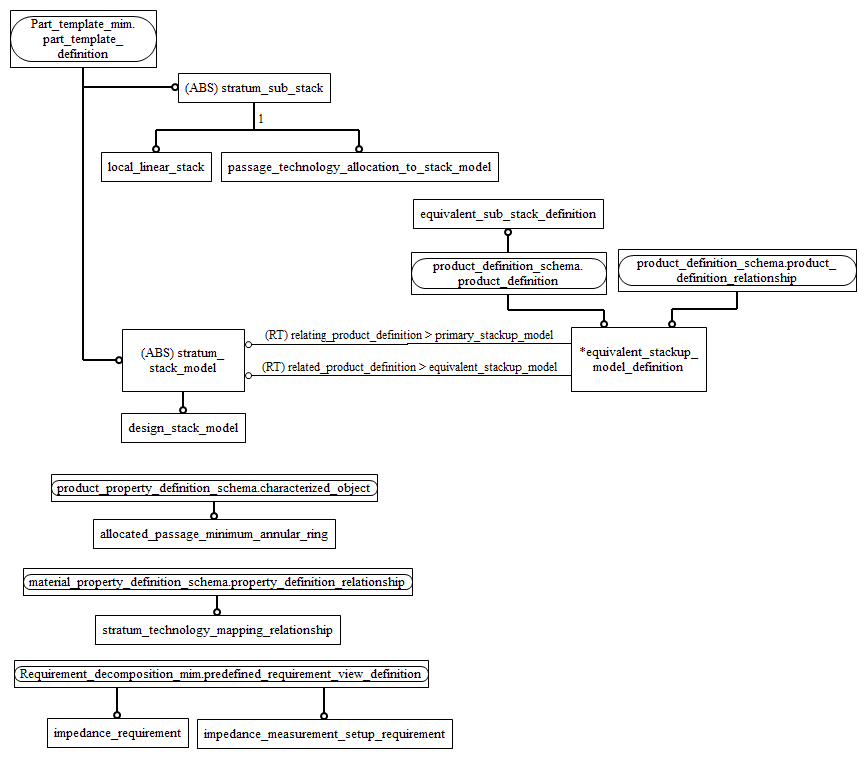 Part_template_mim.
part_template_
definition
(ABS) stratum_sub_stack
1
local_linear_stack
passage_technology_allocation_to_stack_model
equivalent_sub_stack_definition
product_definition_schema.
product_definition
product_definition_schema.product_
definition_relationship
(RT) relating_product_definition > primary_stackup_model
(ABS) stratum_
stack_model
*equivalent_stackup_
model_definition
(RT) related_product_definition > equivalent_stackup_model
design_stack_model
product_property_definition_schema.characterized_object
allocated_passage_minimum_annular_ring
material_property_definition_schema.property_definition_relationship
stratum_technology_mapping_relationship
Requirement_decomposition_mim.predefined_requirement_view_definition
impedance_requirement
impedance_measurement_setup_requirement